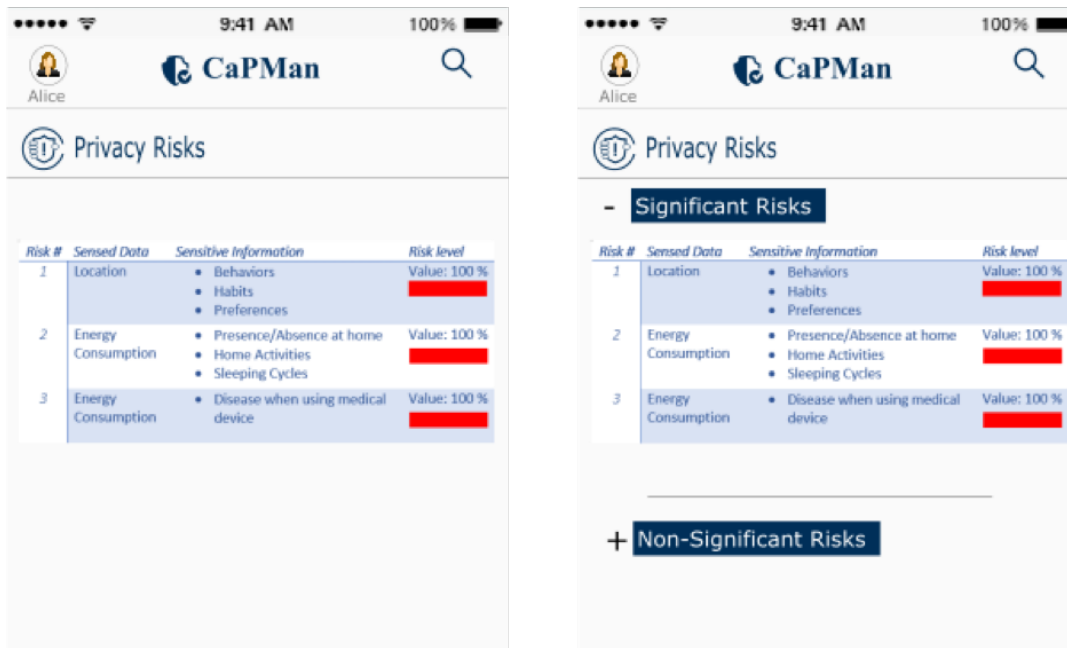 9:41 AM 100%
Alice
CaPMan
Privacy Risks
Risk # Sensed Data Sensitive Information Risk level
1 Location • Behaviors Value: 100 %
• Habits
• Preferences
2 Energy • Presence/Absence at home Value: 100 %
Consumption • Home Activities
• Sleeping Cycles
3 Energy • Disease when using medical Value: 100 %
Consumption device
9:41 AM 100%
Alice
CaPMan
Privacy Risks
- Significant Risks
Risk # Sensed Data Sensitive Information Risk level
1 Location • Behaviors Value: 100 %
• Habits
• Preferences
2 Energy • Presence/Absence at home Value: 100 %
Consumption • Home Activities
• Sleeping Cycles
3 Energy • Disease when using medical Value: 100 %
Consumption device
+ Non-Significant Risks